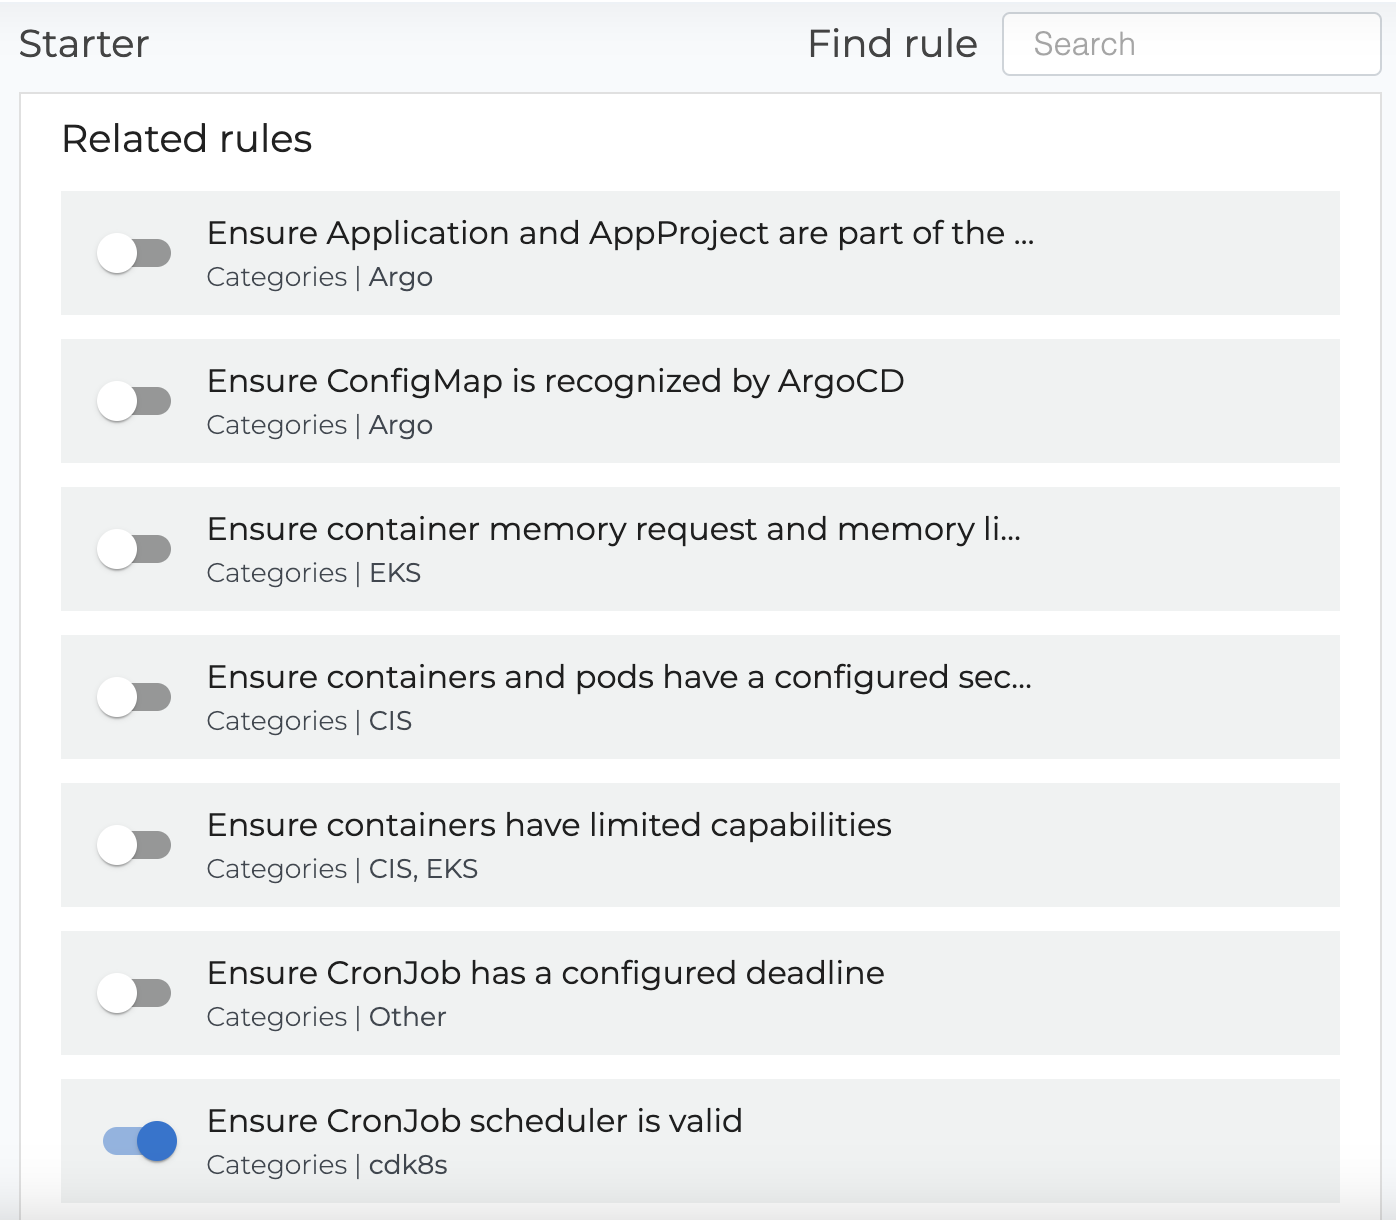 Starter
Find rule
Search
Related rules
Ensure Application and AppProject are part of the ...
Categories | Argo
Ensure ConfigMap is recognized by ArgoCD
Categories | Argo
Ensure container memory request and memory li...
Categories | EKS
Ensure containers and pods have a configured sec...
Categories | CIS
Ensure containers have limited capabilities
Categories | CIS, EKS
Ensure CronJob has a configured deadline
Categories | Other
Ensure CronJob scheduler is valid
Categories | cdk8s